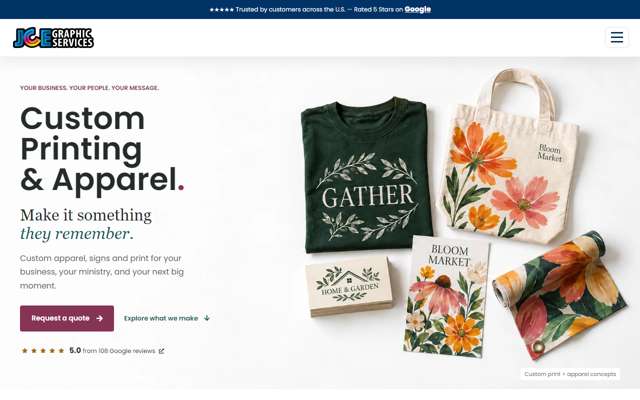 ★★★★★ Trusted by customers across the U.S. — Rated 5 Stars on Google
JCE GRAPHIC
SERVICES
YOUR BUSINESS. YOUR PEOPLE. YOUR MESSAGE.
Custom
Printing
& Apparel.
Make it something
they remember.
Custom apparel, signs and print for your
business, your ministry, and your next big
moment.
Request a quote →
Explore what we make ↓
★★★★★ 5.0 from 108 Google reviews
GATHER
Bloom
Market
HOME & GARDEN
BLOOM
MARKET
Custom print + apparel concepts